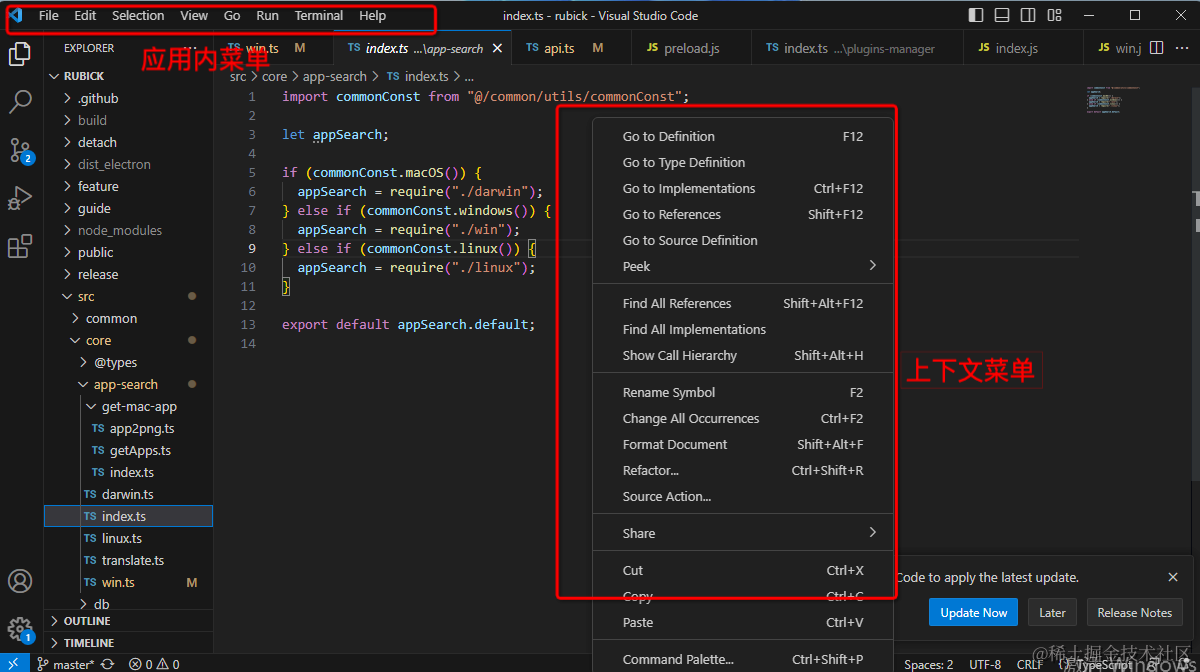 File Edit Selection View Go Run Terminal Help
index.ts - rubick - Visual Studio Code
应用内菜单
EXPLORER
win.ts M
TS index.ts ...\app-search
TS api.ts M
JS preload.js
TS index.ts ...\plugins-manager
JS index.js
JS win.j
src > core > app-search > TS index.ts > ...
RUBICK
.github
build
detach
dist_electron
feature
guide
node_modules
public
release
src
common
core
@types
app-search
get-mac-app
TS app2png.ts
TS getApps.ts
TS index.ts
TS darwin.ts
TS index.ts
TS linux.ts
TS translate.ts
TS win.ts M
db
OUTLINE
TIMELINE
2
1
1 import commonConst from "@/common/utils/commonConst";
2
3 let appSearch;
4
5 if (commonConst.macOS()) {
6 appSearch = require("./darwin");
7 } else if (commonConst.windows()) {
8 appSearch = require("./win");
9 } else if (commonConst.linux()) {
10 appSearch = require("./linux");
11 }
12
13 export default appSearch.default;
14
Go to Definition F12
Go to Type Definition
Go to Implementations Ctrl+F12
Go to References Shift+F12
Go to Source Definition
Peek
Find All References Shift+Alt+F12
Find All Implementations
Show Call Hierarchy Shift+Alt+H
Rename Symbol F2
Change All Occurrences Ctrl+F2
Format Document Shift+Alt+F
Refactor... Ctrl+Shift+R
Source Action...
Share
Cut Ctrl+X
Copy Ctrl+C
Paste Ctrl+V
Command Palette... Ctrl+Shift+P
上下文菜单
Code to apply the latest update.
Update Now
Later
Release Notes
master* 0 0
Spaces: 2 UTF-8 CRLF {} TypeScript
@稀土掘金技术社区